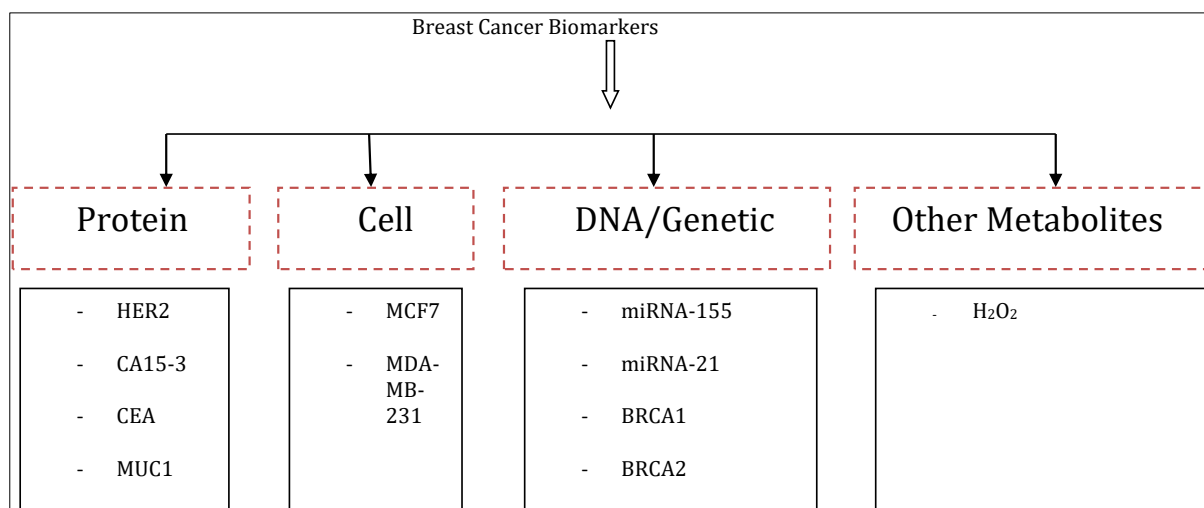 Breast Cancer Biomarkers
Protein
Cell
DNA/Genetic
Other Metabolites
- HER2
- CA15-3
- CEA
- MUC1
- MCF7
- MDA-
MB-
231
- miRNA-155
- miRNA-21
- BRCA1
- BRCA2
- H₂O₂